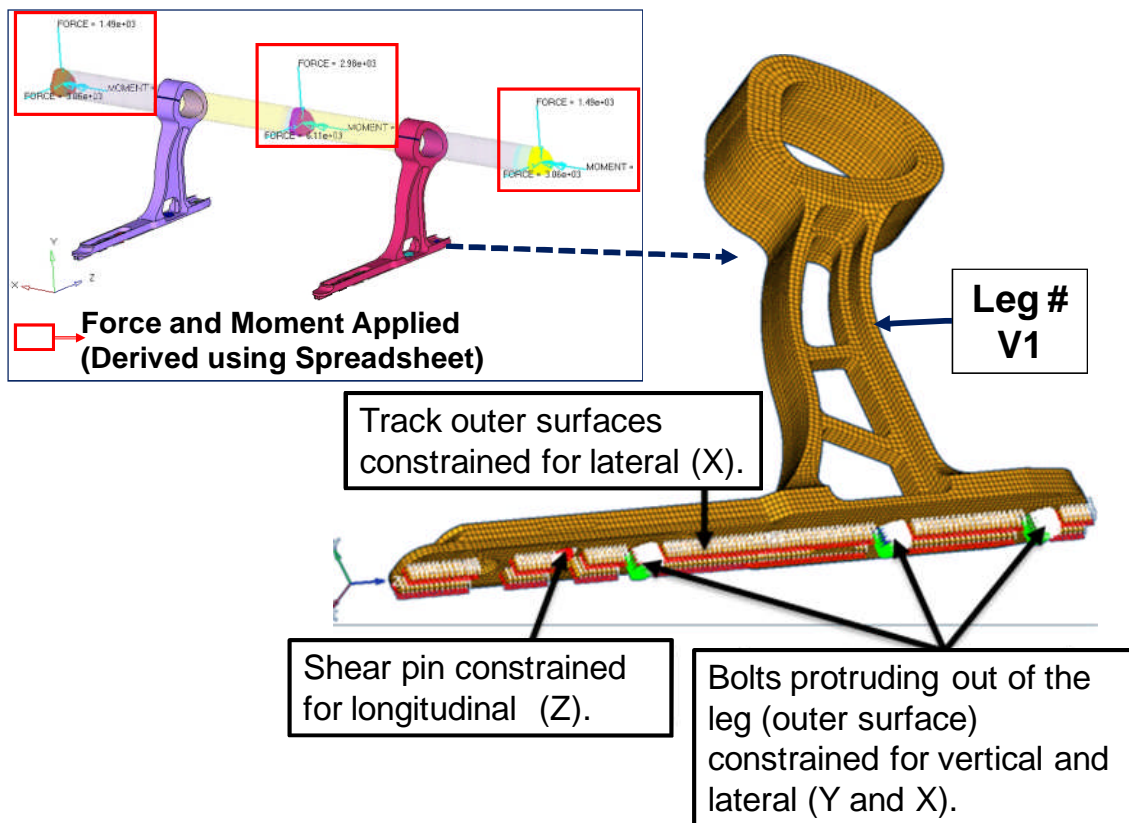 FORCE = 1.49e+03
MOMENT =
FORCE = 3.06e+03
FORCE = 2.98e+03
MOMENT =
FORCE = 6.11e+03
FORCE = 1.49e+03
MOMENT =
FORCE = 3.06e+03
Y
X
Z
Force and Moment Applied
(Derived using Spreadsheet)
Leg #
V1
Track outer surfaces
constrained for lateral (X).
Shear pin constrained
for longitudinal (Z).
Bolts protruding out of the
leg (outer surface)
constrained for vertical and
lateral (Y and X).